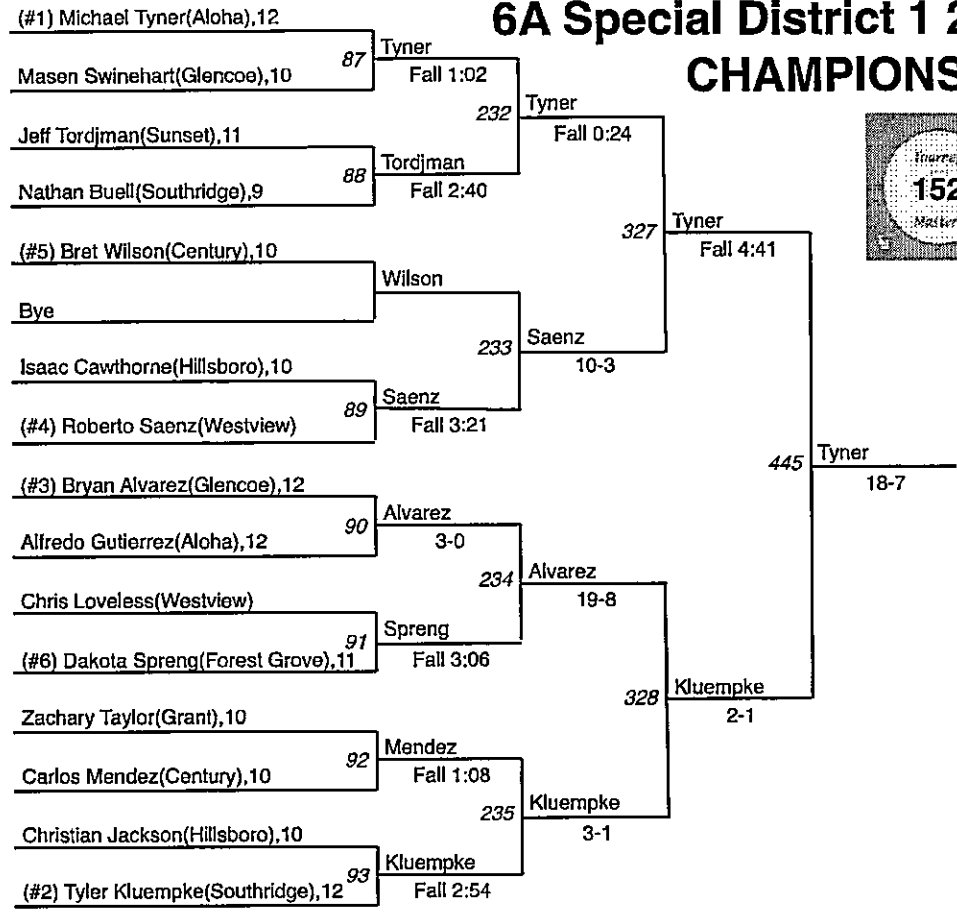 6A Special District 1 2
CHAMPIONS
152
(#1) Michael Tyner(Aloha),12
87
Tyner
Fall 1:02
Masen Swinehart(Glencoe),10
232
Tyner
Fall 0:24
Jeff Tordjman(Sunset),11
88
Tordjman
Fall 2:40
Nathan Buell(Southridge),9
327
Tyner
Fall 4:41
(#5) Bret Wilson(Century),10
Wilson
Bye
233
Saenz
10-3
Isaac Cawthorne(Hillsboro),10
89
Saenz
Fall 3:21
(#4) Roberto Saenz(Westview)
445
Tyner
18-7
(#3) Bryan Alvarez(Glencoe),12
90
Alvarez
3-0
Alfredo Gutierrez(Aloha),12
234
Alvarez
19-8
Chris Loveless(Westview)
91
Spreng
Fall 3:06
(#6) Dakota Spreng(Forest Grove),11
328
Kluempke
2-1
Zachary Taylor(Grant),10
92
Mendez
Fall 1:08
Carlos Mendez(Century),10
235
Kluempke
3-1
Christian Jackson(Hillsboro),10
93
Kluempke
Fall 2:54
(#2) Tyler Kluempke(Southridge),12